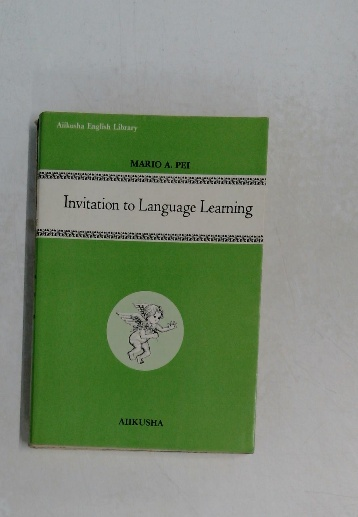 Aiikusha English Library
MARIO A. PEI
Invitation to Language Learning
AIIKUSHA